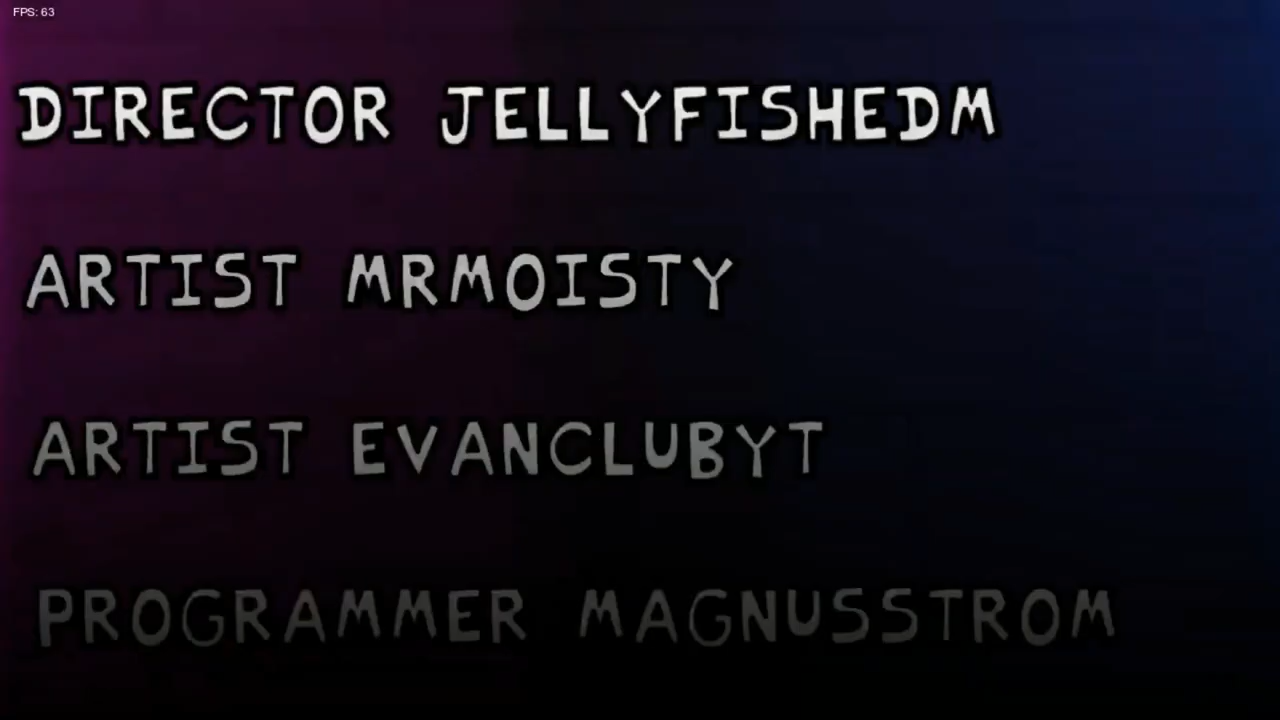 FPS: 63
DIRECTOR JELLYFISHEDM
ARTIST MRMOISTY
ARTIST EVANCLUBYT
PROGRAMMER MAGNUSSTROM